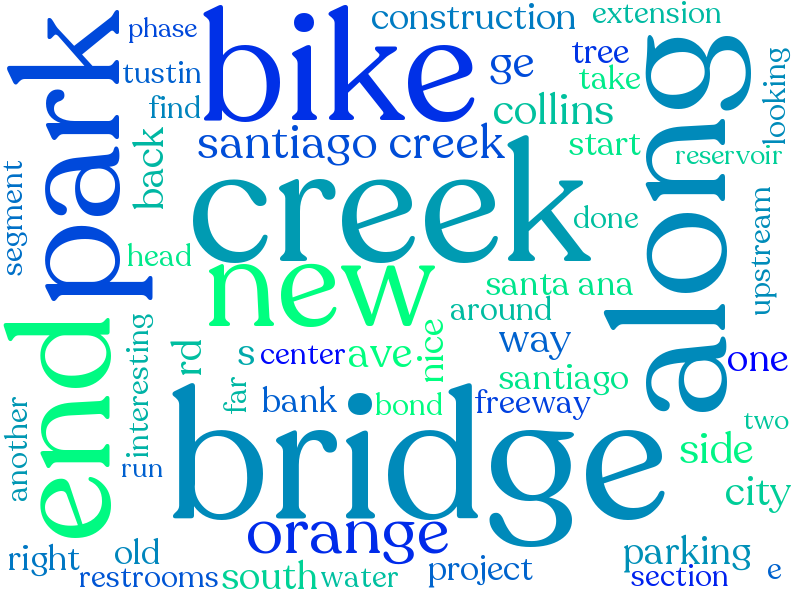 phase
bike
construction
extension
park
tustin
find
ge
tree
take
along
looking
collins
santiago creek
start
reservoir
segment
back
creek
done
upstream
head
new
santa ana
around
end
interesting
rd
s
center
ave
nice
way
one
santiago
far
bank
bond
freeway
another
run
bridge
two
side
city
orange
right
old
restrooms
south
water
project
parking
section
e